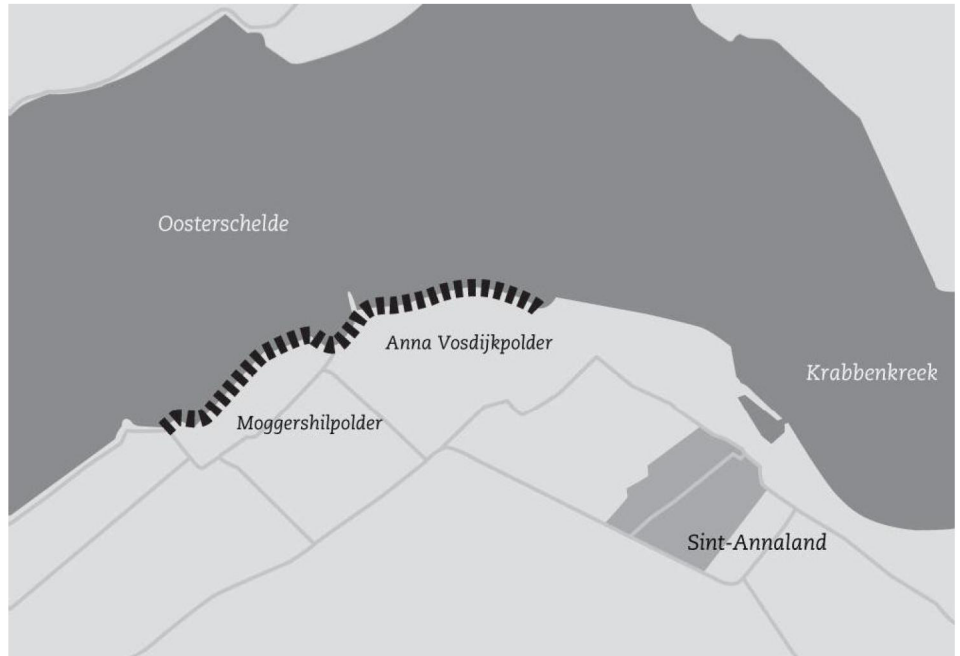 Oosterschelde
Anna Vosdijkpolder
Krabbenkreek
Moggershilpolder
Sint-Annaland